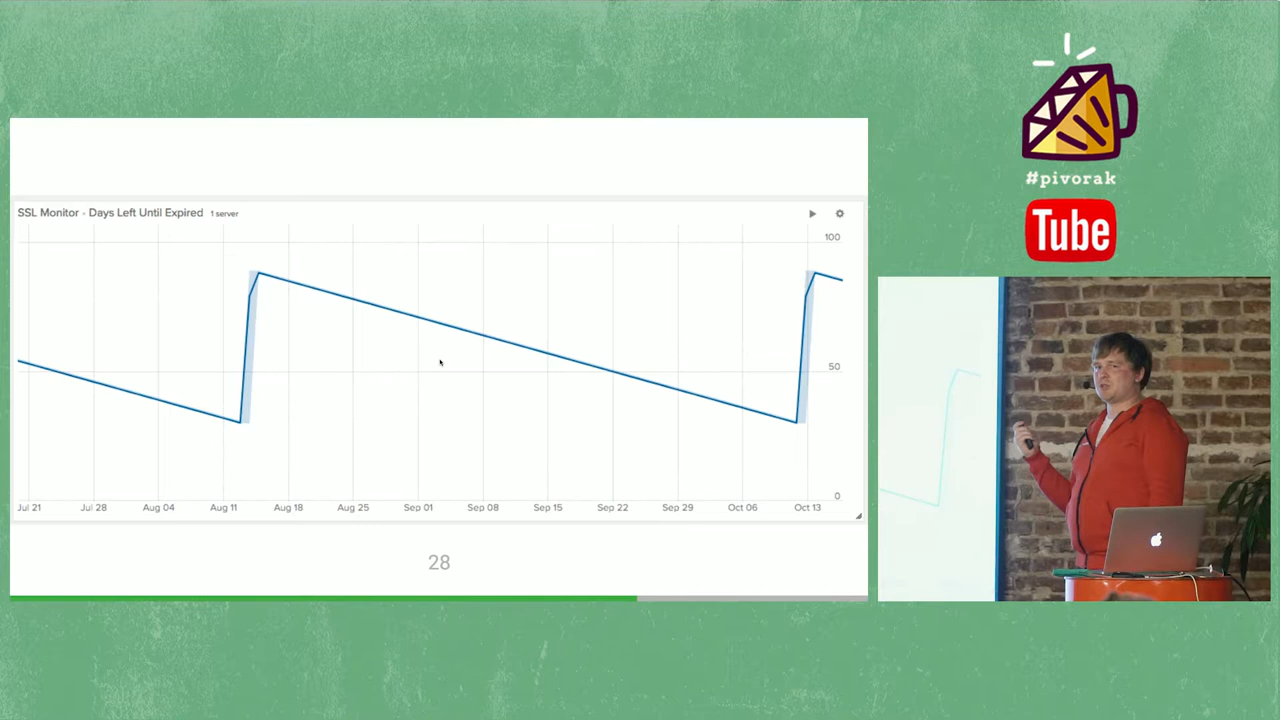 #pivorak
Tube
SSL Monitor - Days Left Until Expired 1 server
100
50
0
Jul 21 Jul 28 Aug 04 Aug 11 Aug 18 Aug 25 Sep 01 Sep 08 Sep 15 Sep 22 Sep 29 Oct 06 Oct 13
28